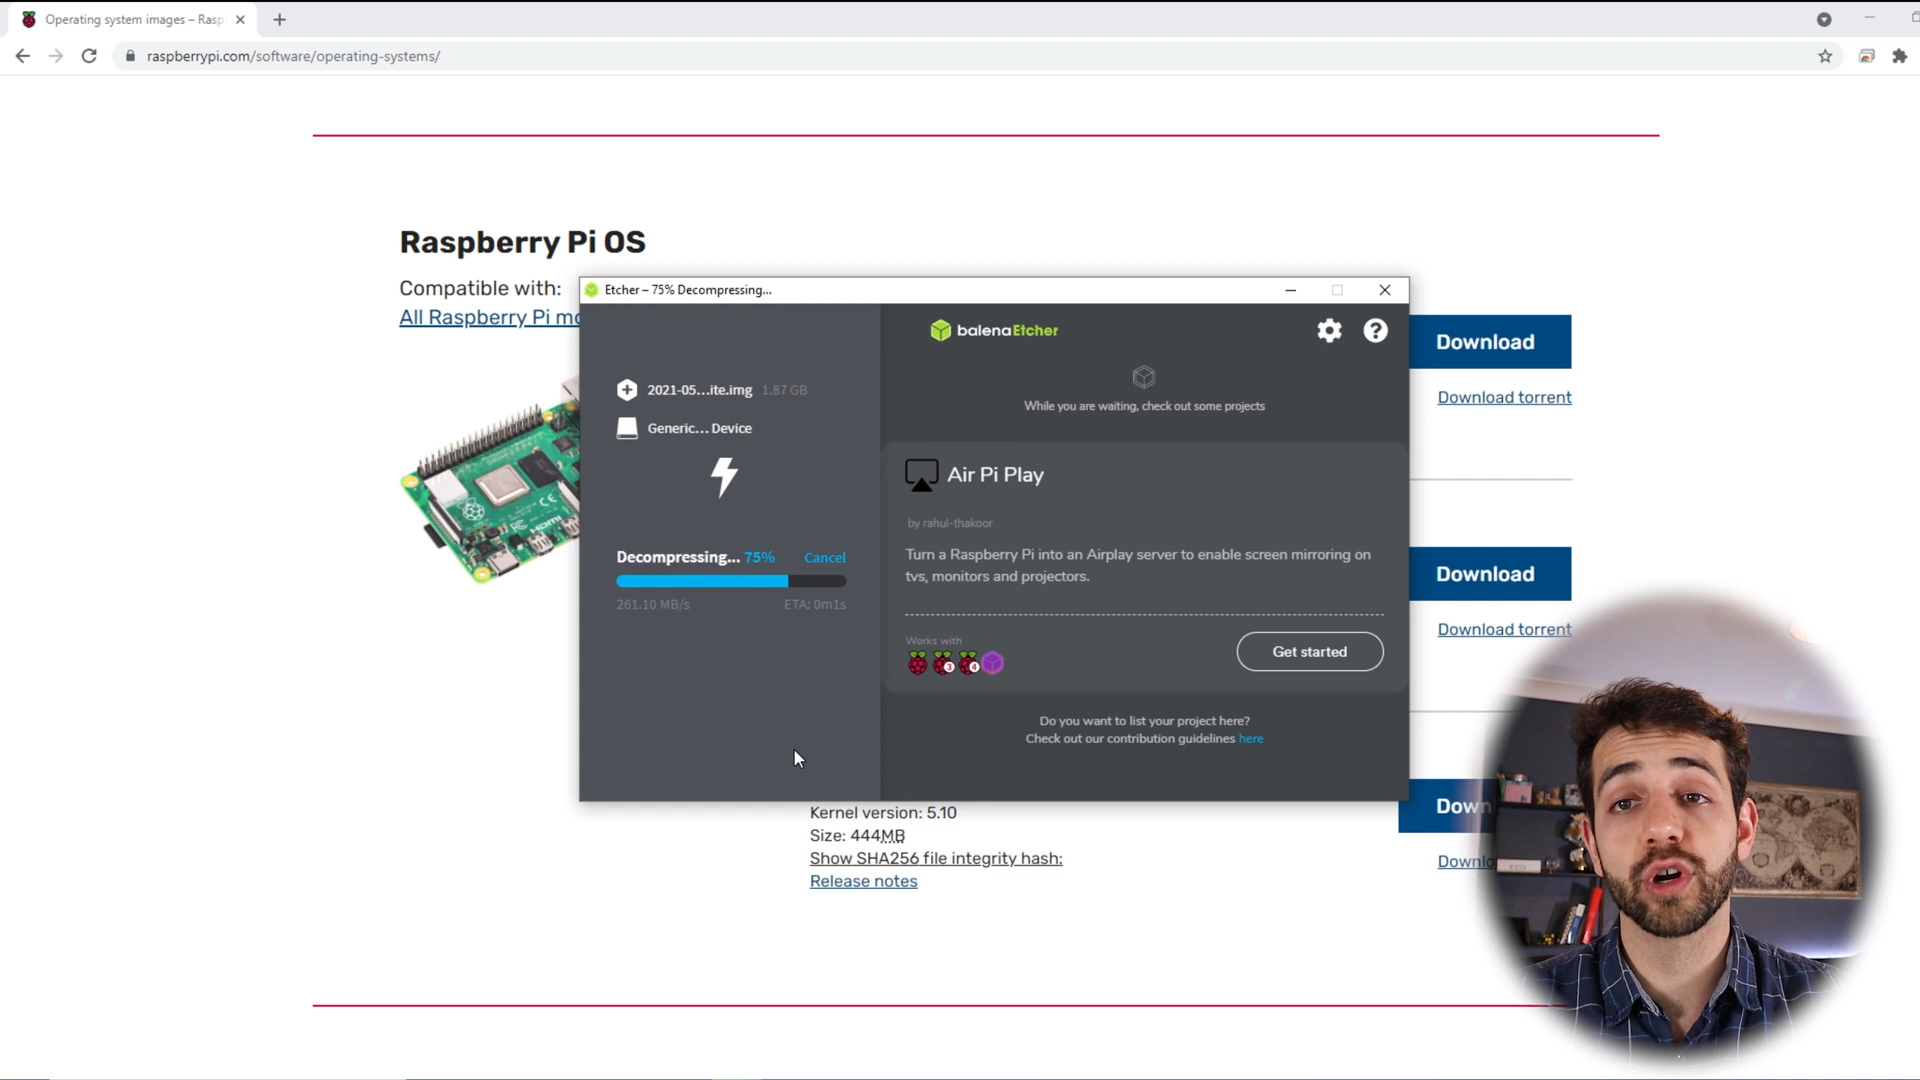 Operating system images – Rasp
raspberrypi.com/software/operating-systems/
Raspberry Pi OS
Compatible with:
All Raspberry Pi mo
Etcher – 75% Decompressing...
balenaEtcher
2021-05...ite.img 1.87 GB
Generic... Device
Decompressing... 75% Cancel
261.10 MB/s ETA: 0m1s
While you are waiting, check out some projects
Air Pi Play
by rahul-thakoor
Turn a Raspberry Pi into an Airplay server to enable screen mirroring on
tvs, monitors and projectors.
Works with
3 4
Get started
Do you want to list your project here?
Check out our contribution guidelines here
Download
Download torrent
Download
Download torrent
Down
Downlo
Kernel version: 5.10
Size: 444MB
Show SHA256 file integrity hash:
Release notes